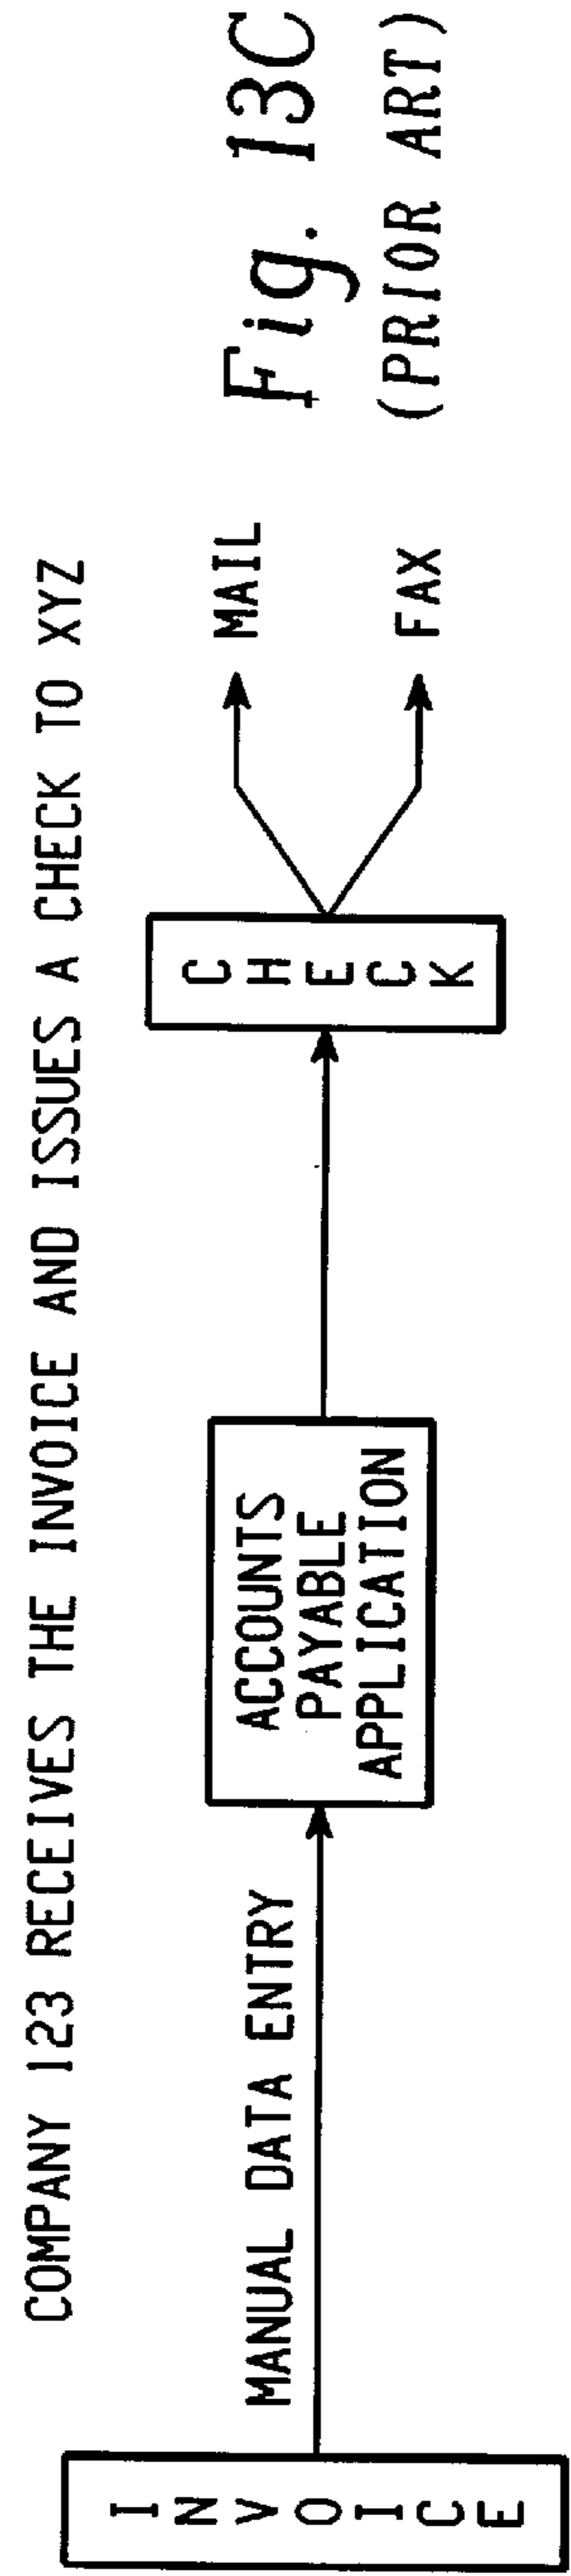 COMPANY 123 RECEIVES THE INVOICE AND ISSUES A CHECK TO XYZ
INVOICE
MANUAL DATA ENTRY
ACCOUNTS
PAYABLE
APPLICATION
CHECK
MAIL
FAX
Fig. 13C
(PRIOR ART)